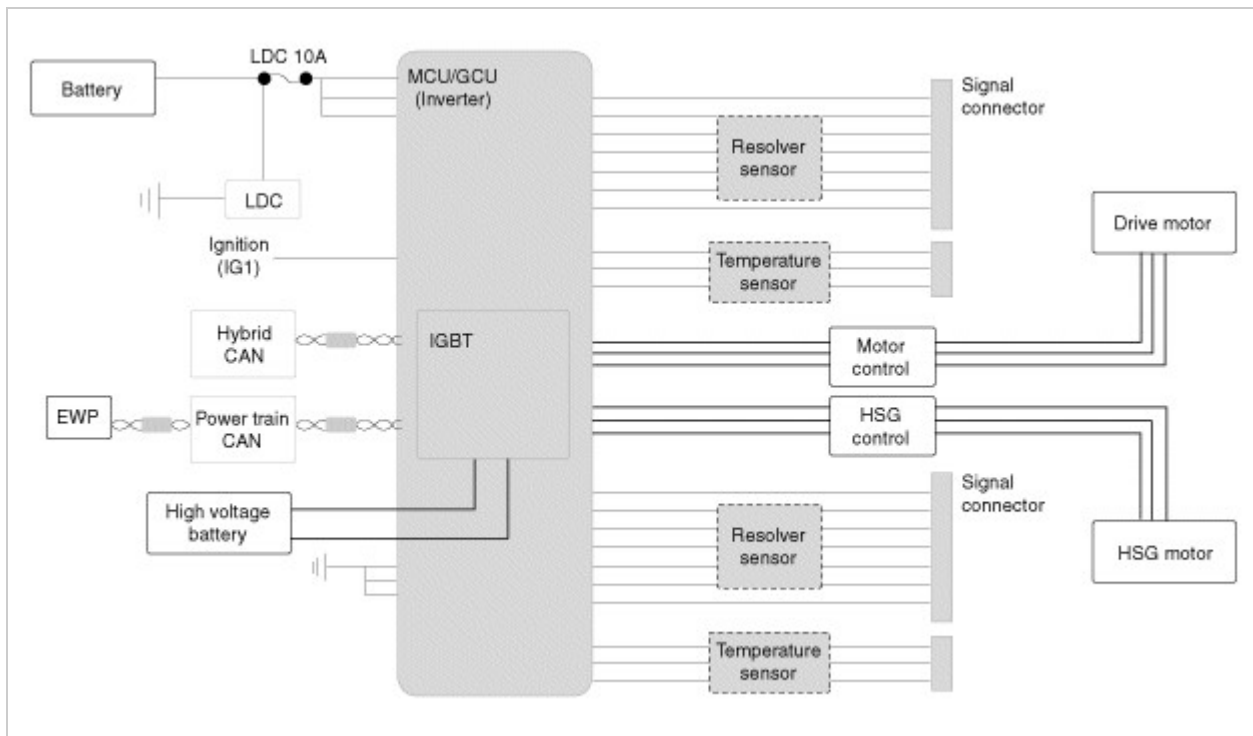 LDC 10A
Battery
MCU/GCU
(Inverter)
Signal
connector
Resolver
sensor
LDC
Drive motor
Ignition
(IG1)
Temperature
sensor
Hybrid
CAN
IGBT
Motor
control
EWP
Power train
CAN
HSG
control
High voltage
battery
Signal
connector
Resolver
sensor
HSG motor
Temperature
sensor